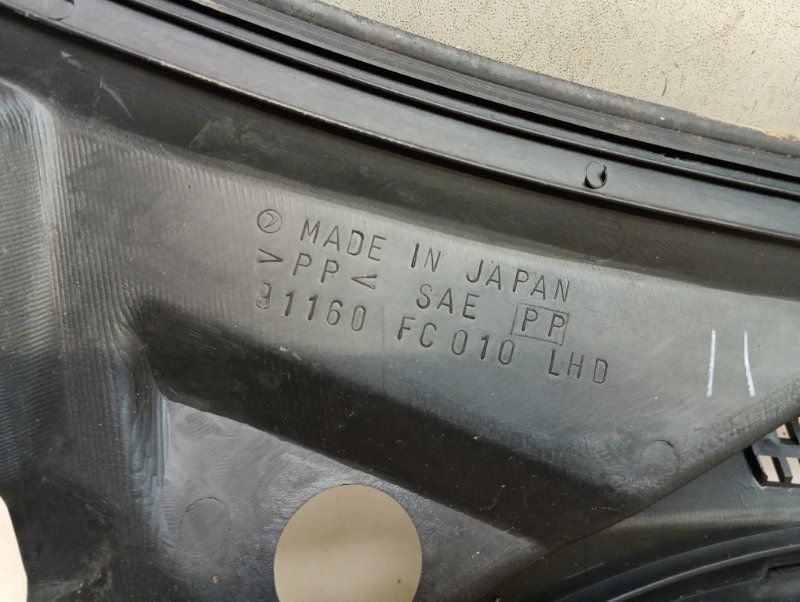 MADE IN JAPAN
>PP< SAE PP
91160 FC010 LHD